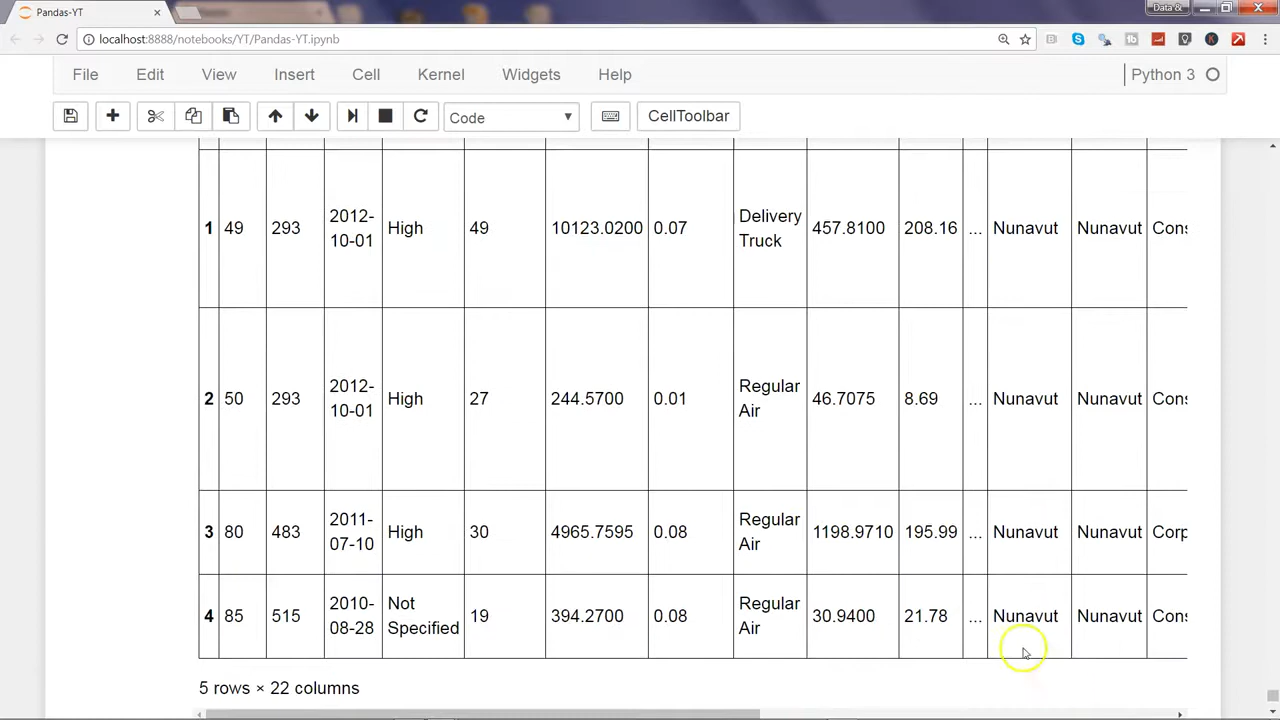 Pandas-YT
Data &
localhost:8888/notebooks/YT/Pandas-YT.ipynb
File Edit View Insert Cell Kernel Widgets Help Python 3
Code CellToolbar
1 49 293 2012-10-01 High 49 10123.0200 0.07 Delivery Truck 457.8100 208.16 ... Nunavut Nunavut Cons
2 50 293 2012-10-01 High 27 244.5700 0.01 Regular Air 46.7075 8.69 ... Nunavut Nunavut Cons
3 80 483 2011-07-10 High 30 4965.7595 0.08 Regular Air 1198.9710 195.99 ... Nunavut Nunavut Corp
4 85 515 2010-08-28 Not Specified 19 394.2700 0.08 Regular Air 30.9400 21.78 ... Nunavut Nunavut Cons
5 rows × 22 columns